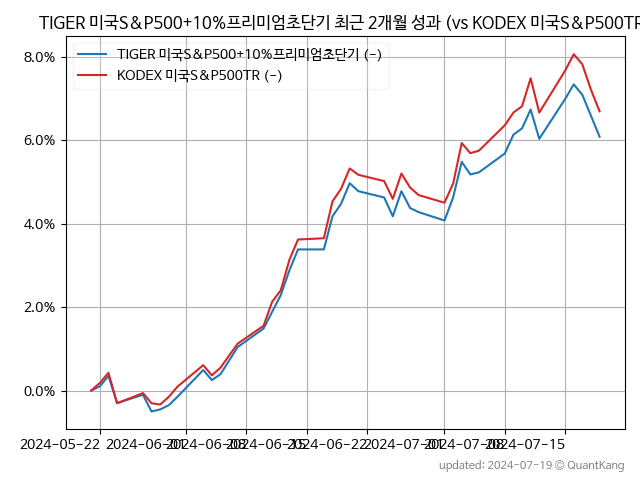 TIGER 미국S&P500+10%프리미엄초단기 최근 2개월 성과 (vs KODEX 미국S&P500TR
TIGER 미국S&P500+10%프리미엄초단기 (-)
KODEX 미국S&P500TR (-)
8.0%
6.0%
4.0%
2.0%
0.0%
2024-05-22 2024-06-01 2024-06-08 2024-06-15 2024-06-22 2024-07-01 2024-07-08 2024-07-15
updated: 2024-07-19 © QuantKang